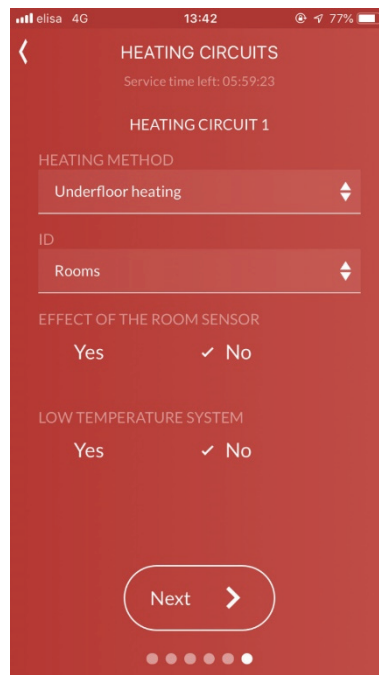 elisa 4G 13:42 77%
HEATING CIRCUITS
Service time left: 05:59:23
HEATING CIRCUIT 1
HEATING METHOD
Underfloor heating
ID
Rooms
EFFECT OF THE ROOM SENSOR
Yes ✓ No
LOW TEMPERATURE SYSTEM
Yes ✓ No
Next